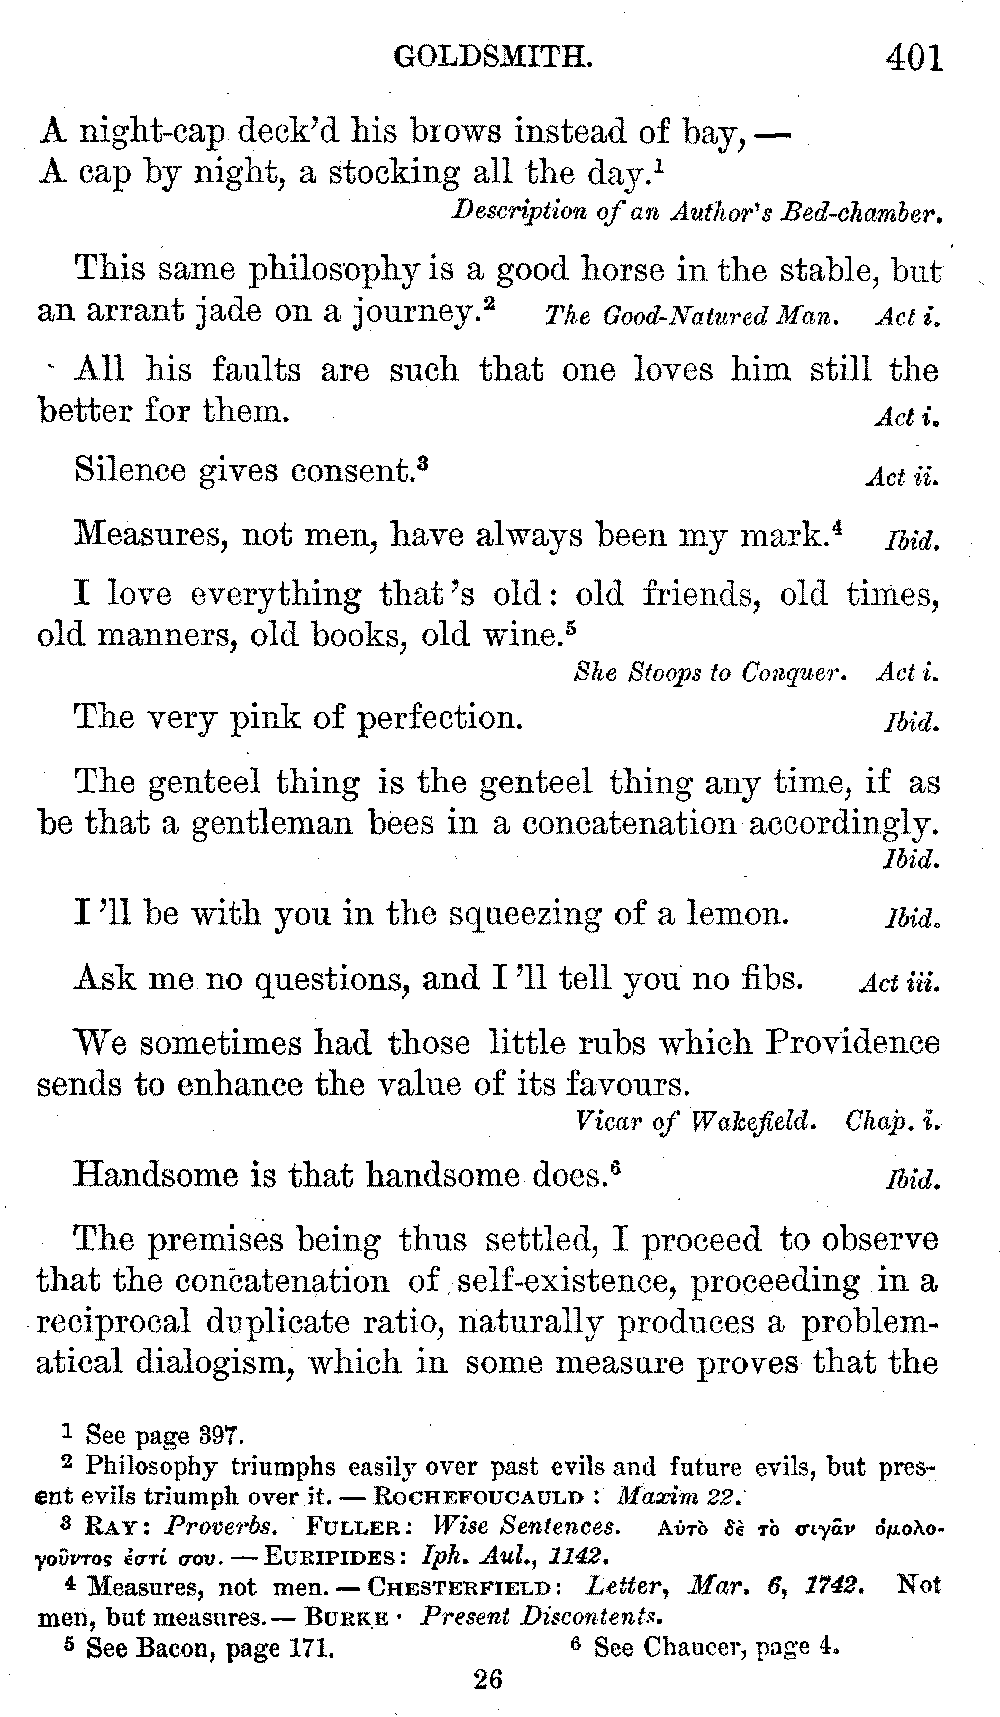 GOLDSMITH. 401
A night-cap deck'd his brows instead of bay, —
A cap by night, a stocking all the day.¹
Description of an Author's Bed-chamber.
This same philosophy is a good horse in the stable, but
an arrant jade on a journey.² The Good-Natured Man. Act i.
All his faults are such that one loves him still the
better for them. Act i.
Silence gives consent.³ Act ii.
Measures, not men, have always been my mark.⁴ Ibid.
I love everything that 's old: old friends, old times,
old manners, old books, old wine.⁵
She Stoops to Conquer. Act i.
The very pink of perfection. Ibid.
The genteel thing is the genteel thing any time, if as
be that a gentleman bees in a concatenation accordingly.
Ibid.
I 'll be with you in the squeezing of a lemon. Ibid.
Ask me no questions, and I 'll tell you no fibs. Act iii.
We sometimes had those little rubs which Providence
sends to enhance the value of its favours.
Vicar of Wakefield. Chap. i.
Handsome is that handsome does.⁶ Ibid.
The premises being thus settled, I proceed to observe
that the concatenation of self-existence, proceeding in a
reciprocal duplicate ratio, naturally produces a problem-
atical dialogism, which in some measure proves that the
¹ See page 397.
² Philosophy triumphs easily over past evils and future evils, but pres-
ent evils triumph over it. — ROCHEFOUCAULD: Maxim 22.
³ RAY: Proverbs. FULLER: Wise Sentences. Αὐτὸ δὲ τὸ σιγᾶν ὁμολο-
γοῦντος ἐστί σου. — EURIPIDES: Iph. Aul., 1142.
⁴ Measures, not men. — CHESTERFIELD: Letter, Mar. 6, 1742. Not
men, but measures. — BURKE: Present Discontents.
⁵ See Bacon, page 171. ⁶ See Chaucer, page 4.
26